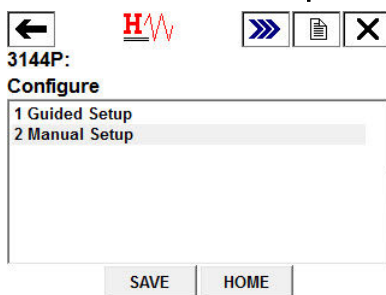 H
3144P:
Configure
1 Guided Setup
2 Manual Setup
SAVE HOME